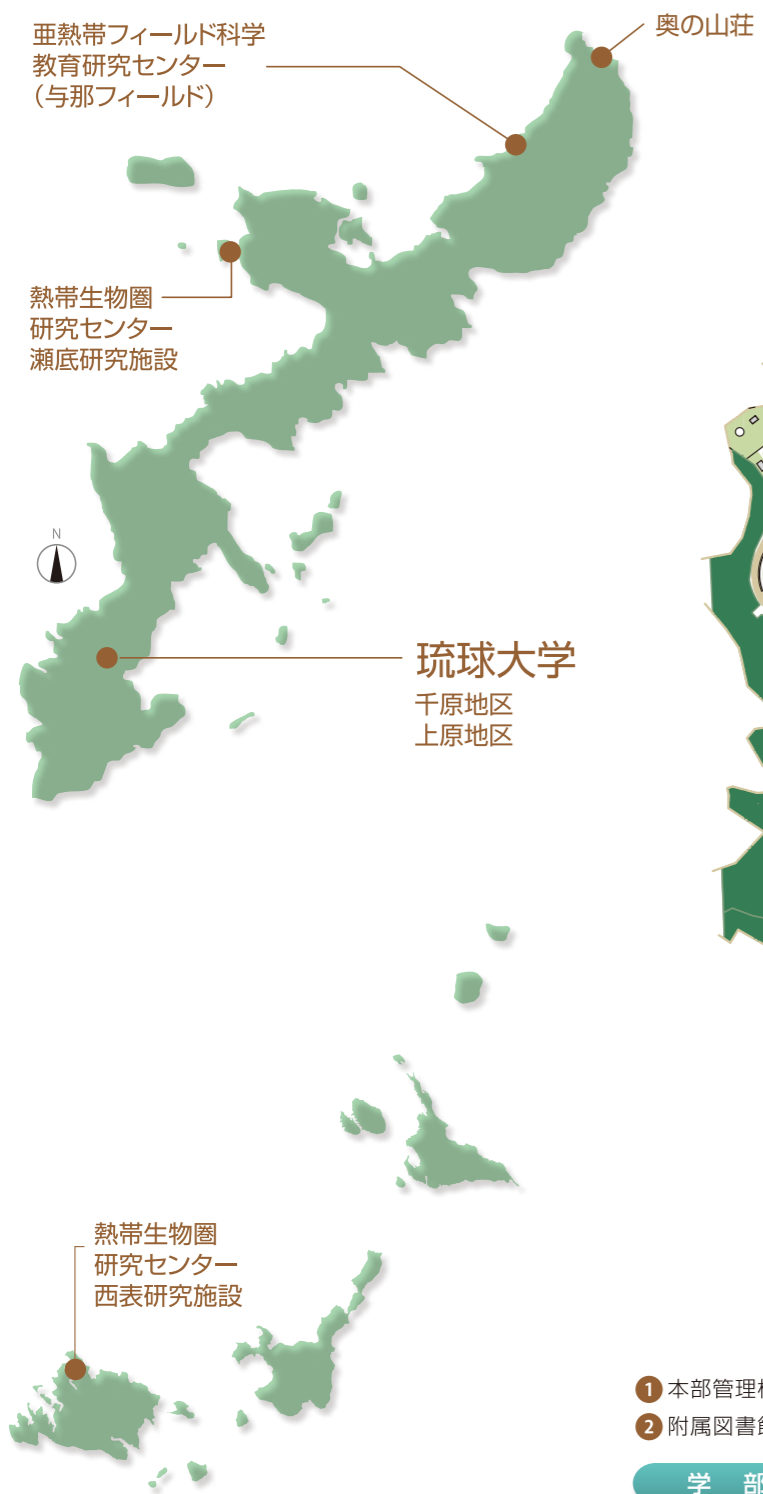 奥の山荘
亜熱帯フィールド科学
教育研究センター
(与那フィールド)
熱帯生物圏
研究センター
瀬底研究施設
N
琉球大学
千原地区
上原地区
熱帯生物圏
研究センター
西表研究施設
1 本部管理
2 附属図書
学 部